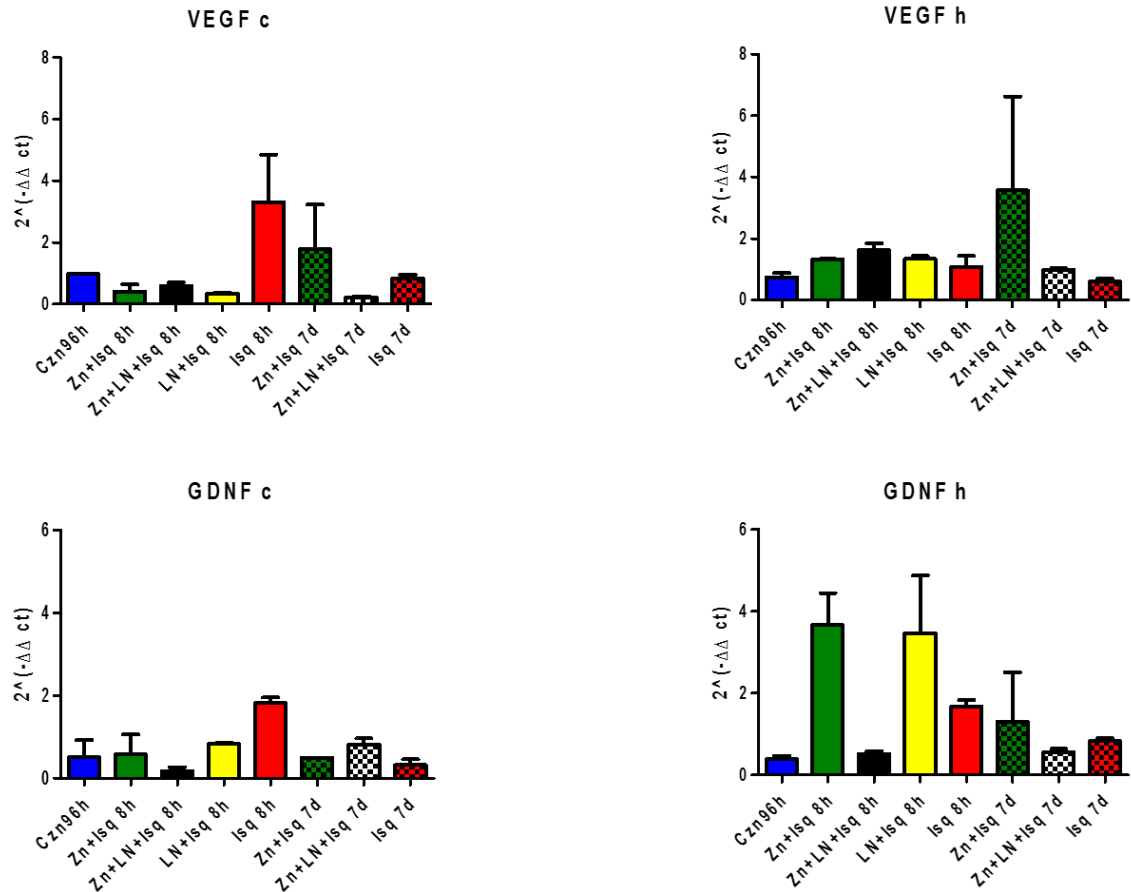 VEGF c
8
6
4
2
0
2^(-ΔΔ ct)
Czn96h
Zn+Isq 8h
Zn+LN+Isq 8h
LN+Isq 8h
Isq 8h
Zn+Isq 7d
Zn+LN+Isq 7d
Isq 7d
VEGF h
8
6
4
2
0
2^(-ΔΔ ct)
Czn96h
Zn+Isq 8h
Zn+LN+Isq 8h
LN+Isq 8h
Isq 8h
Zn+Isq 7d
Zn+LN+Isq 7d
Isq 7d
GDNF c
6
4
2
0
2^(-ΔΔ ct)
Czn96h
Zn+Isq 8h
Zn+LN+Isq 8h
LN+Isq 8h
Isq 8h
Zn+Isq 7d
Zn+LN+Isq 7d
Isq 7d
GDNF h
6
4
2
0
2^(-ΔΔ ct)
Czn96h
Zn+Isq 8h
Zn+LN+Isq 8h
LN+Isq 8h
Isq 8h
Zn+Isq 7d
Zn+LN+Isq 7d
Isq 7d